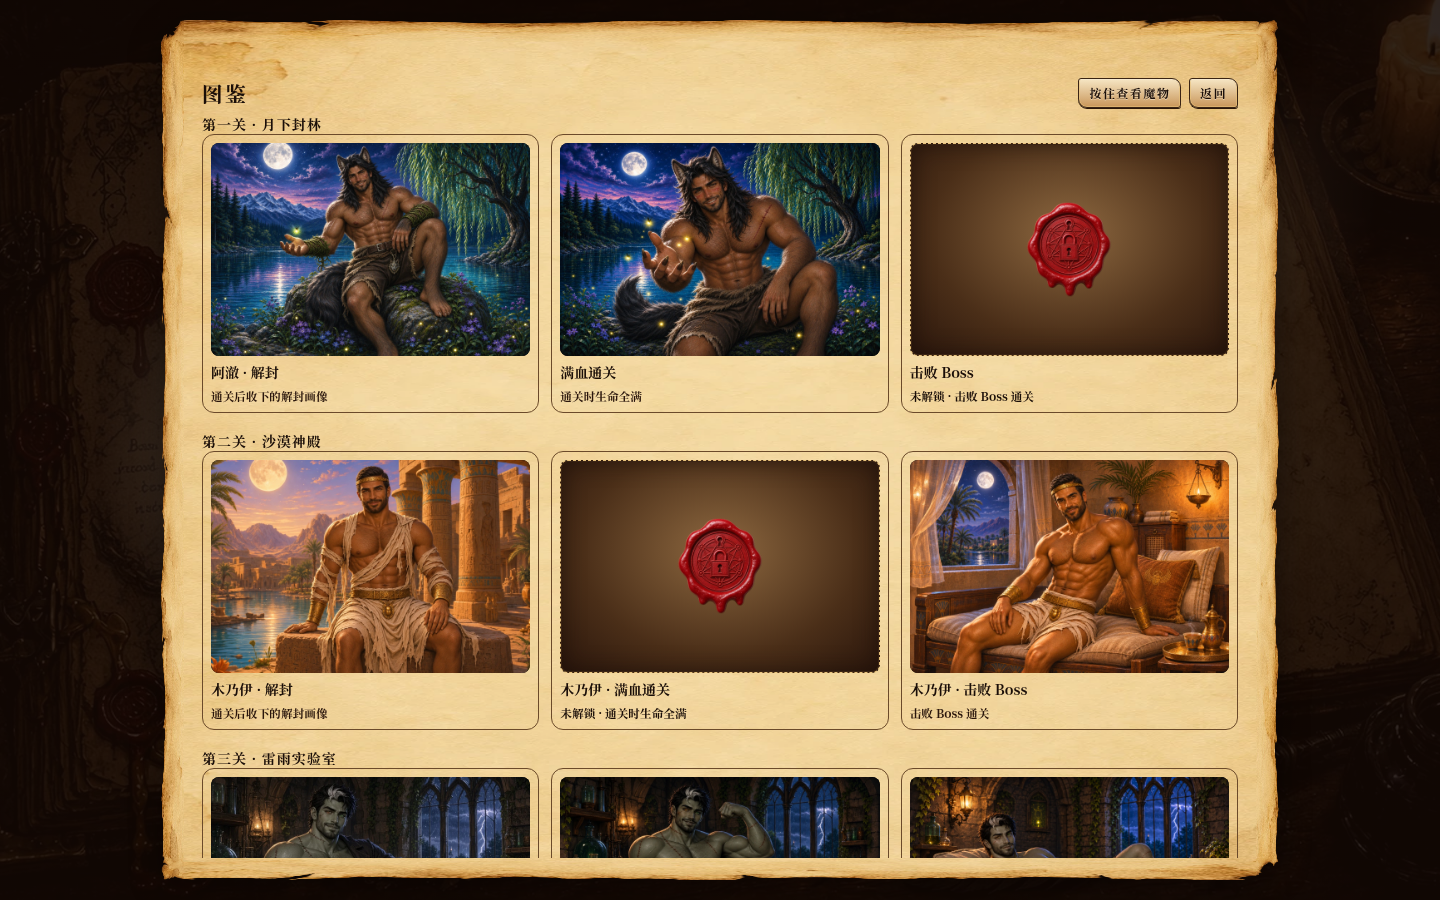 图鉴
按住查看魔物
返回
第一关 · 月下封林
阿澈 · 解封
通关后收下的解封画像
满血通关
通关时生命全满
击败 Boss
未解锁 · 击败 Boss 通关
第二关 · 沙漠神殿
木乃伊 · 解封
通关后收下的解封画像
木乃伊 · 满血通关
未解锁 · 通关时生命全满
木乃伊 · 击败 Boss
击败 Boss 通关
第三关 · 雷雨实验室